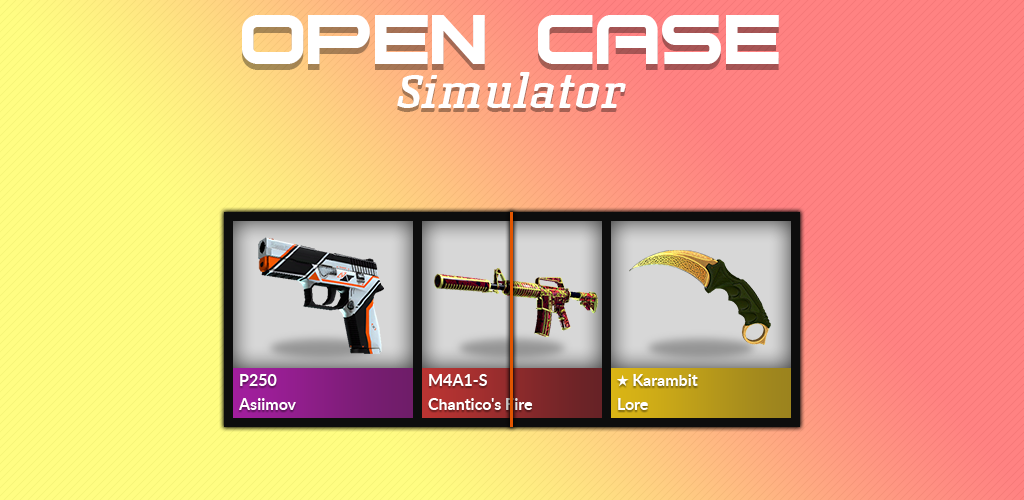 OPEN CASE
Simulator
P250
Asiimov
M4A1-S
Chantico's Fire
★ Karambit
Lore